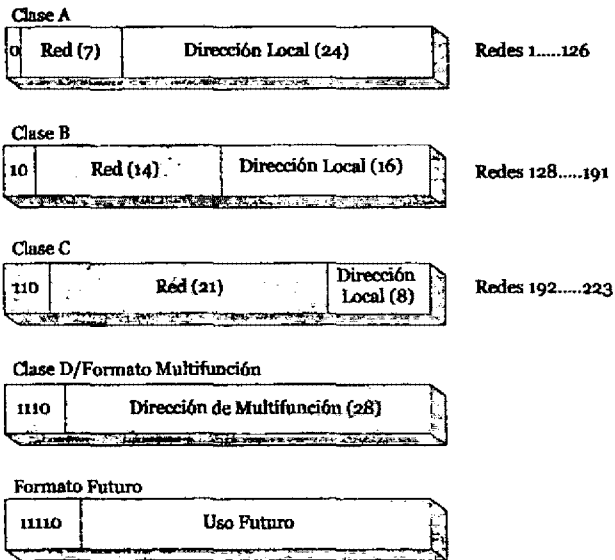 Clase A
0 Red (7) Dirección Local (24) Redes 1.....126
Clase B
10 Red (14) Dirección Local (16) Redes 128.....191
Clase C
110 Red (21) Dirección
Local (8) Redes 192.....223
Clase D/Formato Multifunción
1110 Dirección de Multifunción (28)
Formato Futuro
11110 Uso Futuro